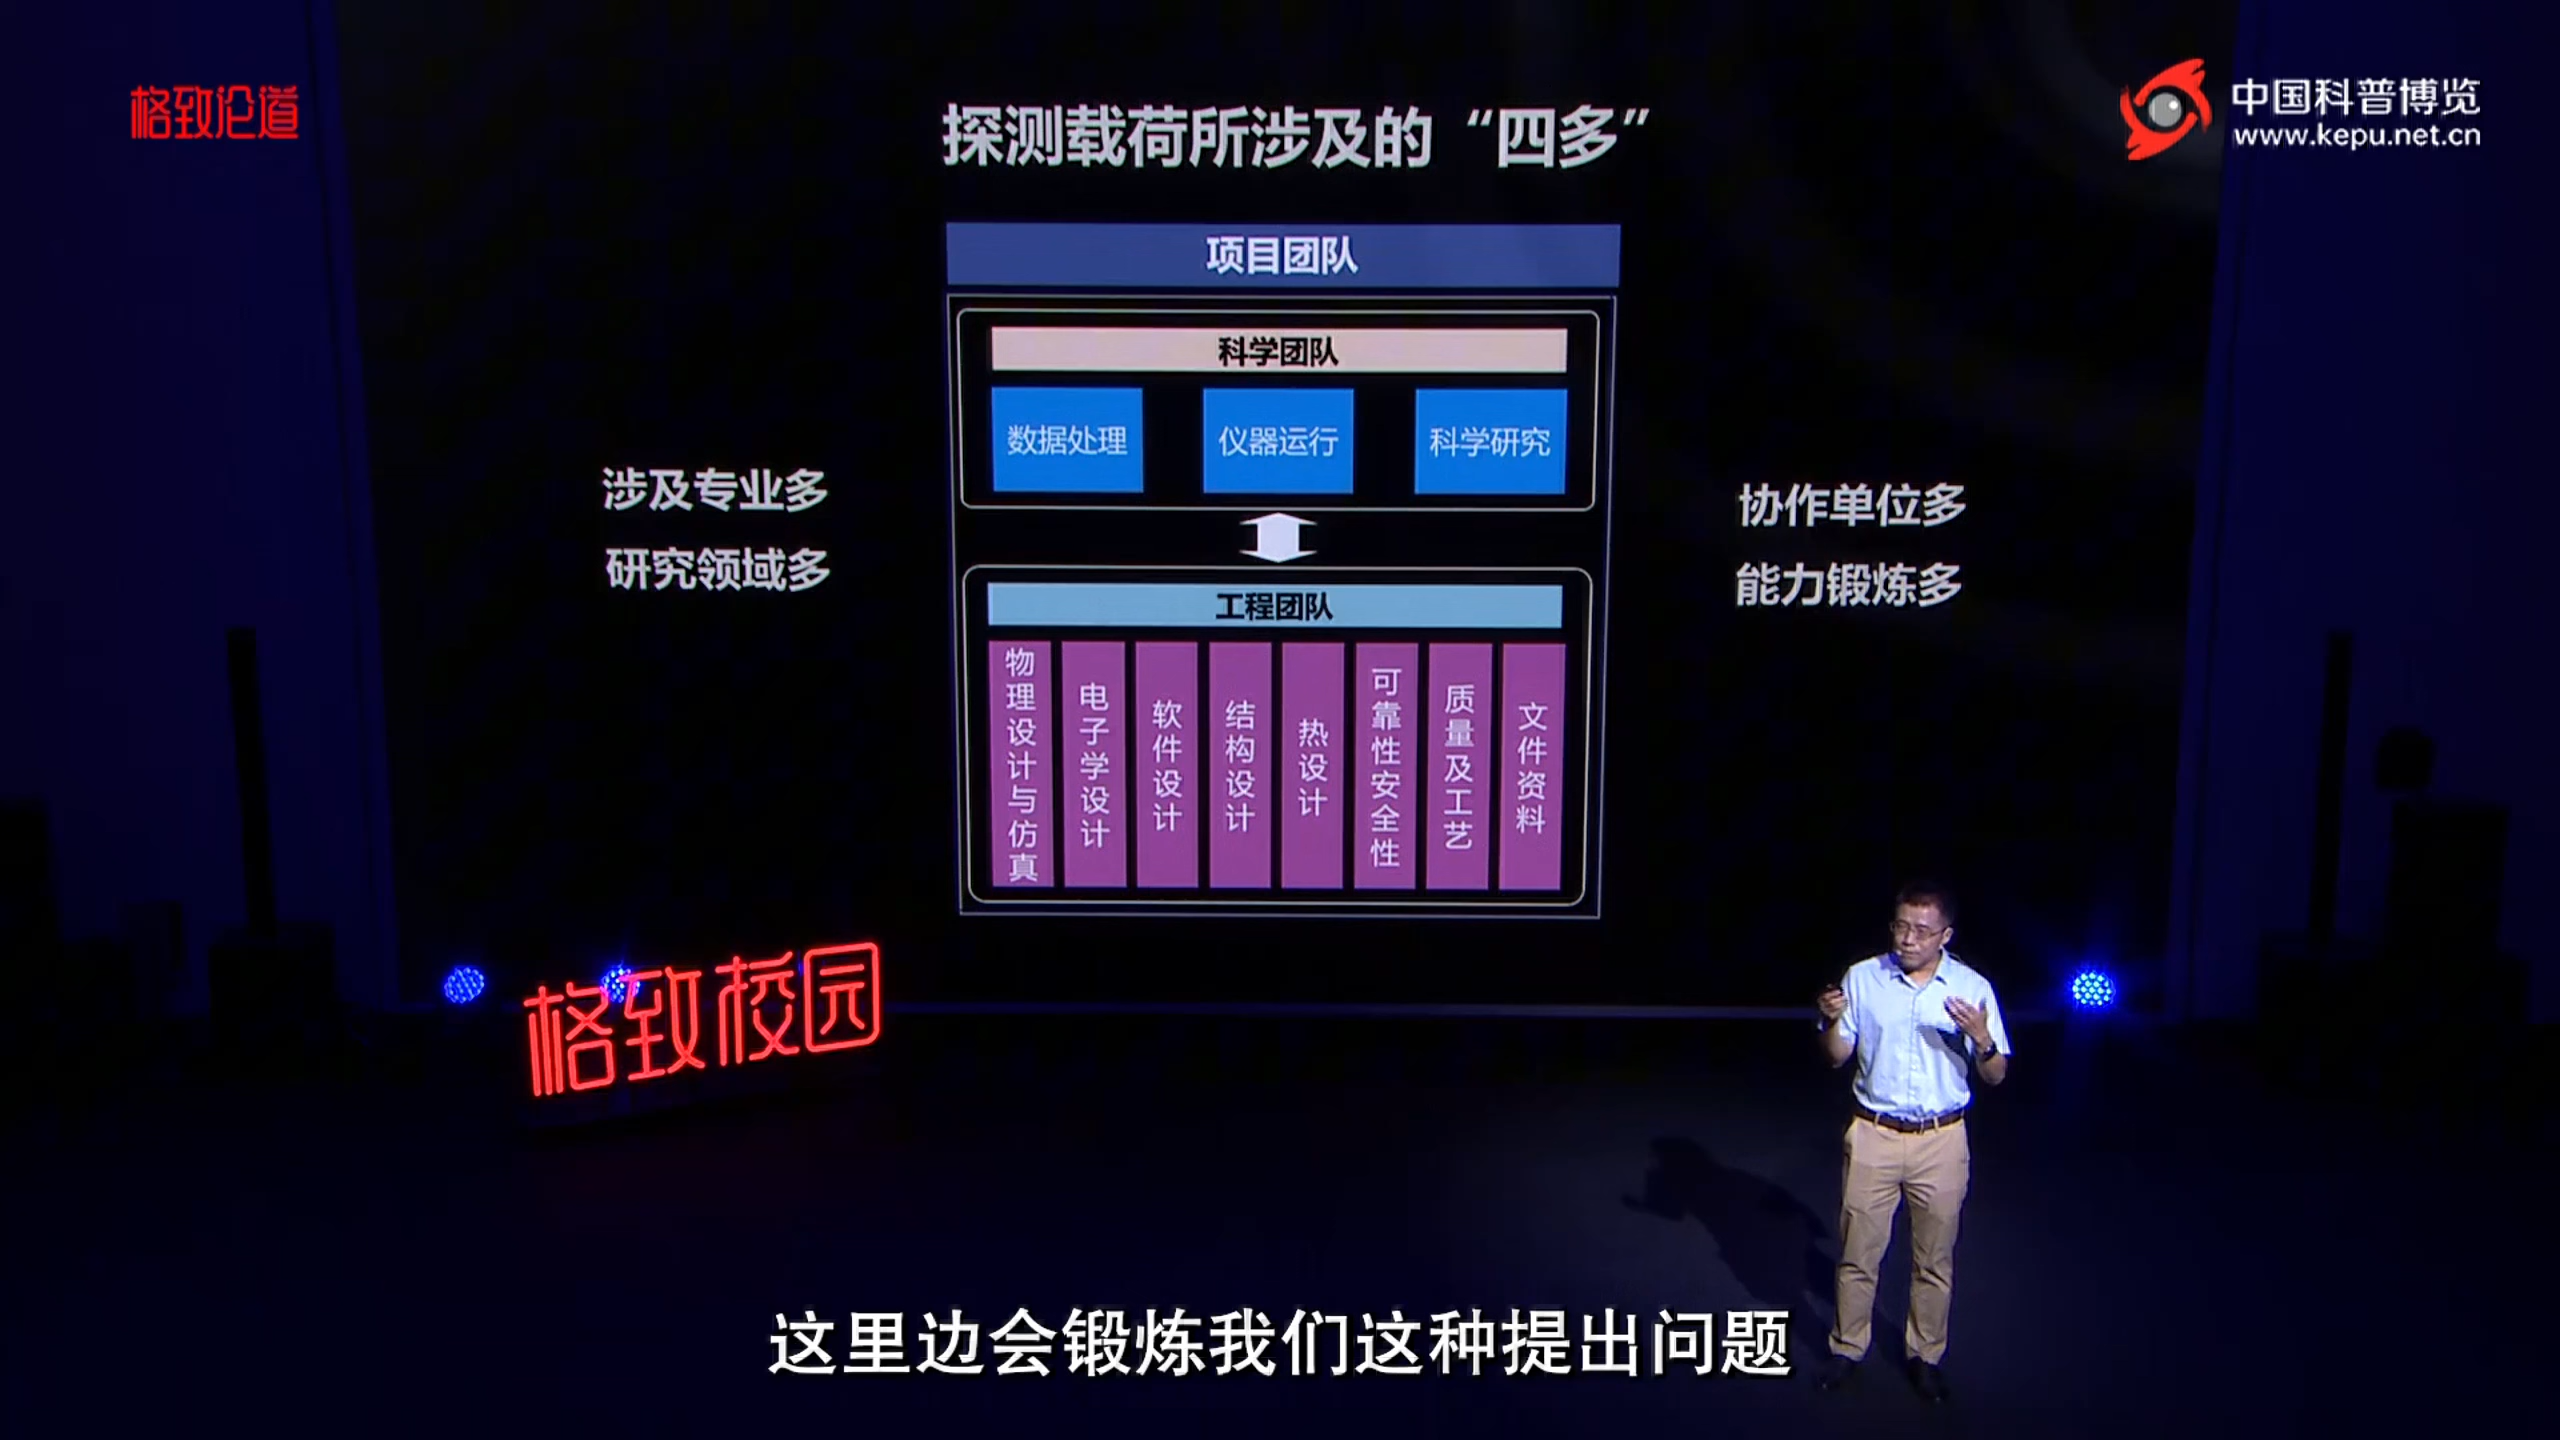 格致论道
中国科普博览
www.kepu.net.cn
探测载荷所涉及的“四多”
项目团队
科学团队
数据处理
仪器运行
科学研究
涉及专业多
研究领域多
协作单位多
能力锻炼多
工程团队
物理设计与仿真
电子学设计
软件设计
结构设计
热设计
可靠性安全性
质量及工艺
文件资料
格致校园
这里边会锻炼我们这种提出问题